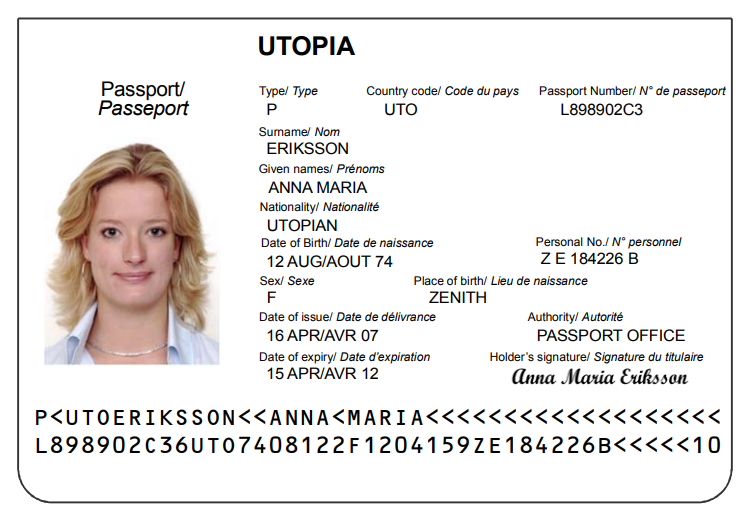 UTOPIA
Passport/
Passeport
Type/ Type Country code/ Code du pays Passport Number/ N° de passeport
P UTO L898902C3
Surname/ Nom
ERIKSSON
Given names/ Prénoms
ANNA MARIA
Nationality/ Nationalité
UTOPIAN
Date of Birth/ Date de naissance Personal No./ N° personnel
12 AUG/AOUT 74 Z E 184226 B
Sex/ Sexe Place of birth/ Lieu de naissance
F ZENITH
Date of issue/ Date de délivrance Authority/ Autorité
16 APR/AVR 07 PASSPORT OFFICE
Date of expiry/ Date d'expiration Holder's signature/ Signature du titulaire
15 APR/AVR 12 Anna Maria Eriksson
P<UTOERIKSSON<<ANNA<MARIA<<<<<<<<<<<<<<<<<<<
L898902C36UTO7408122F1204159ZE184226B<<<<<10